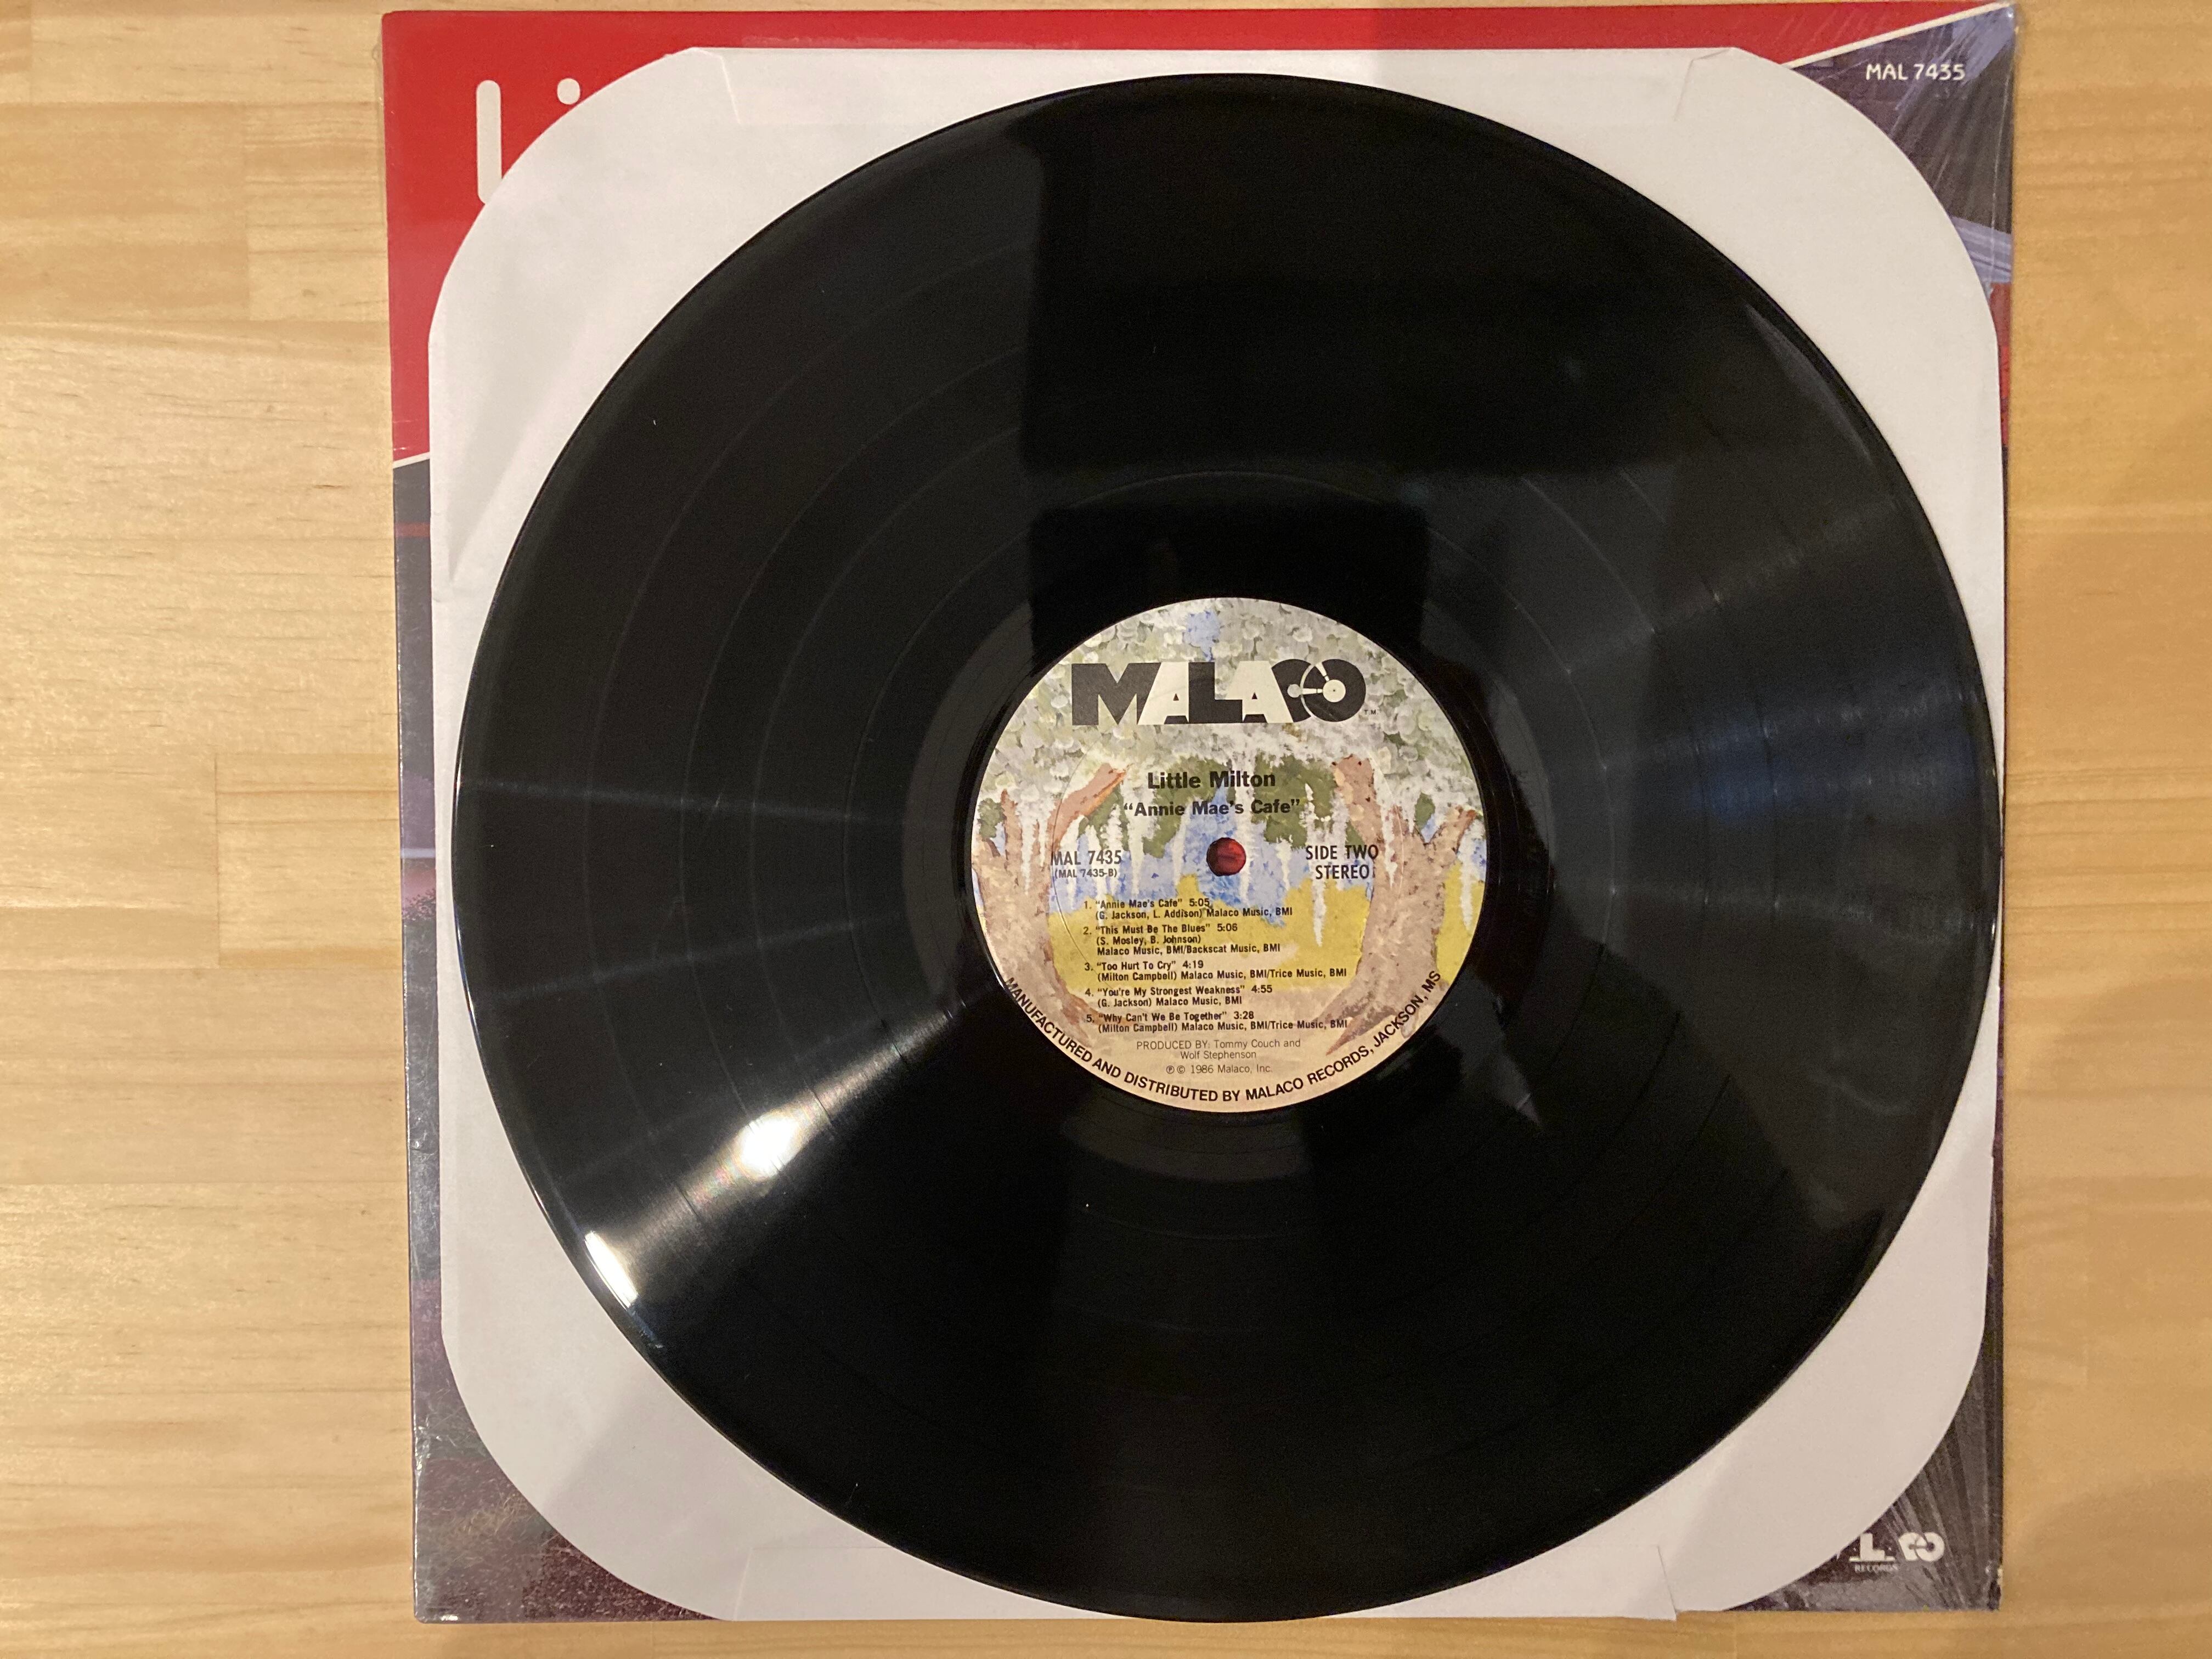 Li
MAL 7435
MALACO
TM
Little Milton
"Annie Mae's Cafe"
MAL 7435
(MAL 7435-B)
SIDE TWO
STEREO
1. "Annie Mae's Cafe" 5:05
(G. Jackson, L. Addison) Malaco Music, BMI
2. "This Must Be The Blues" 5:06
(S. Mosley, B. Johnson)
Malaco Music, BMI/Backscat Music, BMI
3. "Too Hurt To Cry" 4:19
(Milton Campbell) Malaco Music, BMI/Trice Music, BMI
4. "You're My Strongest Weakness" 4:55
(G. Jackson) Malaco Music, BMI
5. "Why Can't We Be Together" 3:28
(Milton Campbell) Malaco Music, BMI/Trice Music, BMI
PRODUCED BY: Tommy Couch and
Wolf Stephenson
℗ © 1986 Malaco, Inc.
MANUFACTURED AND DISTRIBUTED BY MALACO RECORDS, JACKSON, MS
LACO
RECORDS